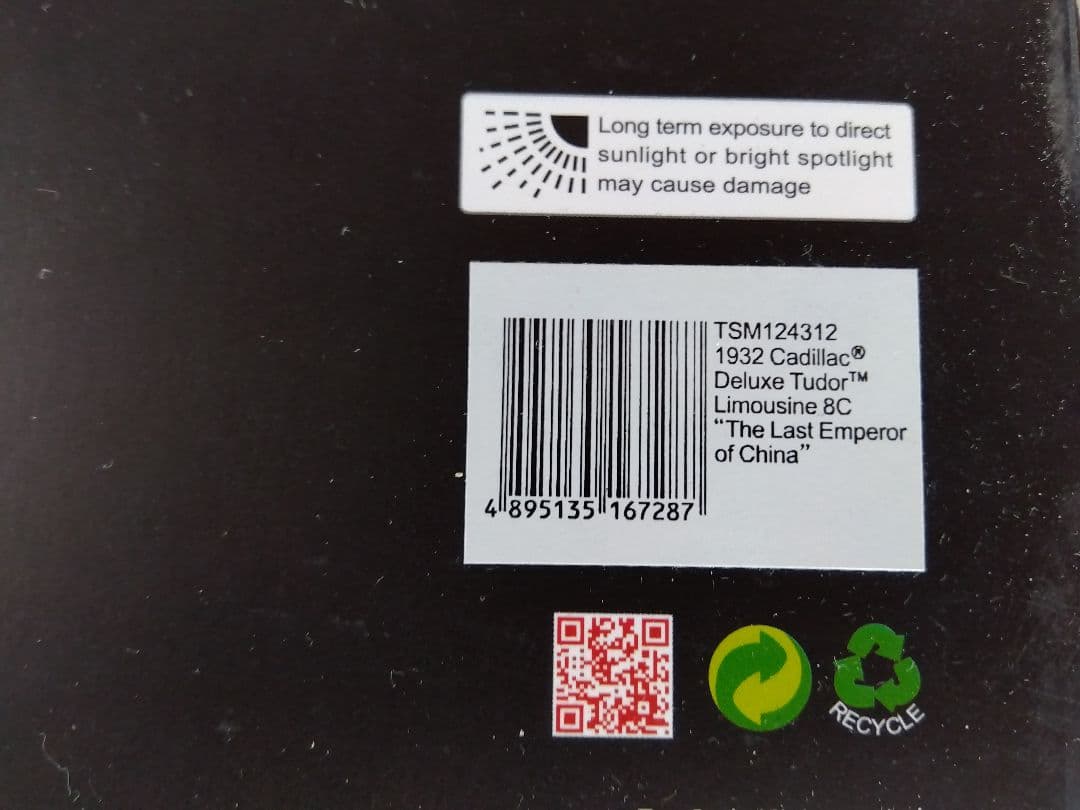 Long term exposure to direct
sunlight or bright spotlight
may cause damage
TSM124312
1932 Cadillac®
Deluxe Tudor™
Limousine 8C
“The Last Emperor
of China”
4 895135 167287
RECYCLE